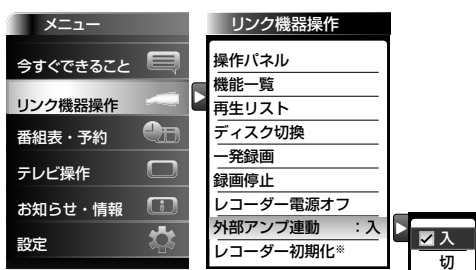 メニュー
今すぐできること
リンク機器操作
番組表・予約
テレビ操作
お知らせ・情報
設定
リンク機器操作
操作パネル
機能一覧
再生リスト
ディスク切換
一発録画
録画停止
レコーダー電源オフ
外部アンプ連動 ：入
レコーダー初期化※
入
切